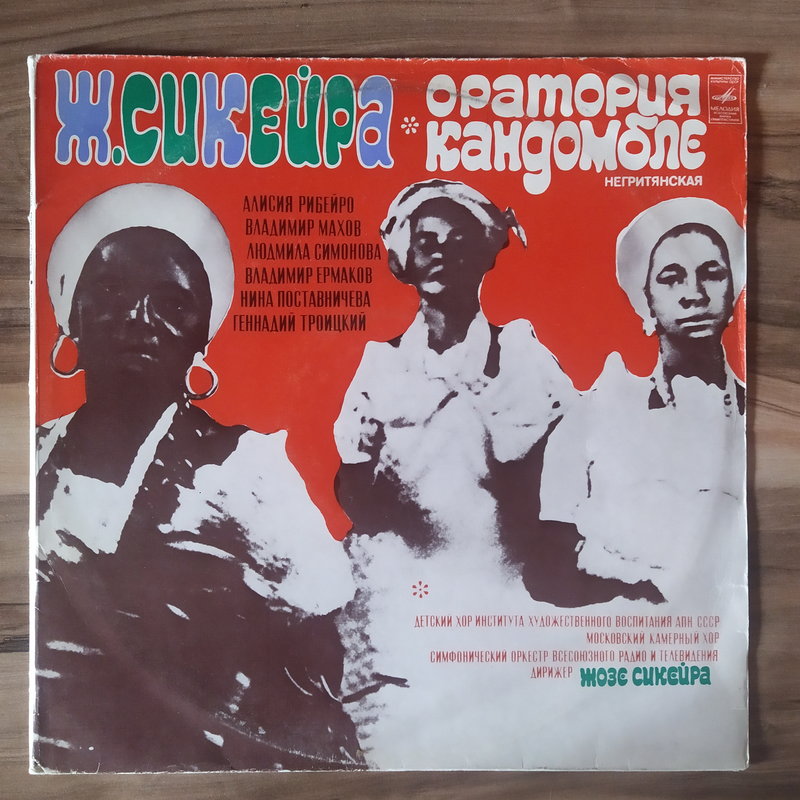 Ж.СИКЕЙРА
ОРАТОРИЯ
КАНДОМБЛЕ
НЕГРИТЯНСКАЯ
МЕЛОДИЯ
АЛИСИЯ РИБЕЙРО
ВЛАДИМИР МАХОВ
ЛЮДМИЛА СИМОНОВА
ВЛАДИМИР ЕРМАКОВ
НИНА ПОСТАВНИЧЕВА
ГЕННАДИЙ ТРОИЦКИЙ
ДЕТСКИЙ ХОР ИНСТИТУТА ХУДОЖЕСТВЕННОГО ВОСПИТАНИЯ АПН СССР
МОСКОВСКИЙ КАМЕРНЫЙ ХОР
СИМФОНИЧЕСКИЙ ОРКЕСТР ВСЕСОЮЗНОГО РАДИО И ТЕЛЕВИДЕНИЯ
ДИРИЖЕР ЖОЗЕ СИКЕЙРА